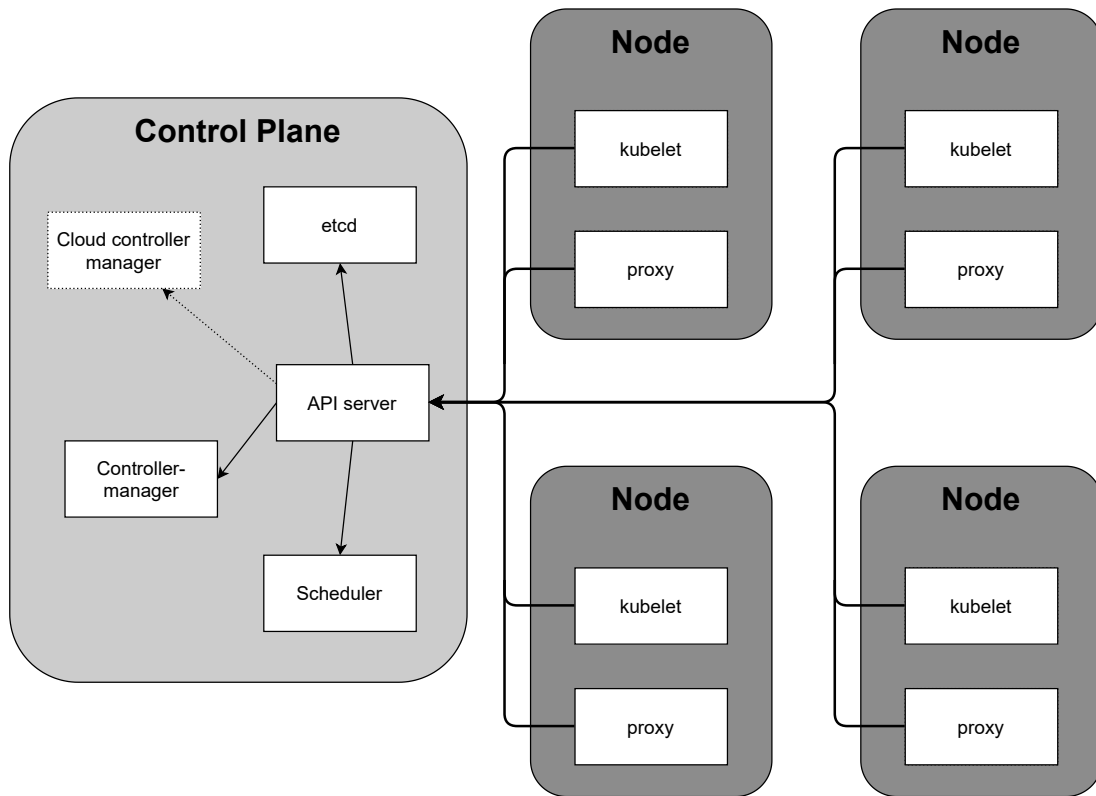 Control Plane
Cloud controller
manager
etcd
API server
Controller-
manager
Scheduler
Node
kubelet
proxy
Node
kubelet
proxy
Node
kubelet
proxy
Node
kubelet
proxy